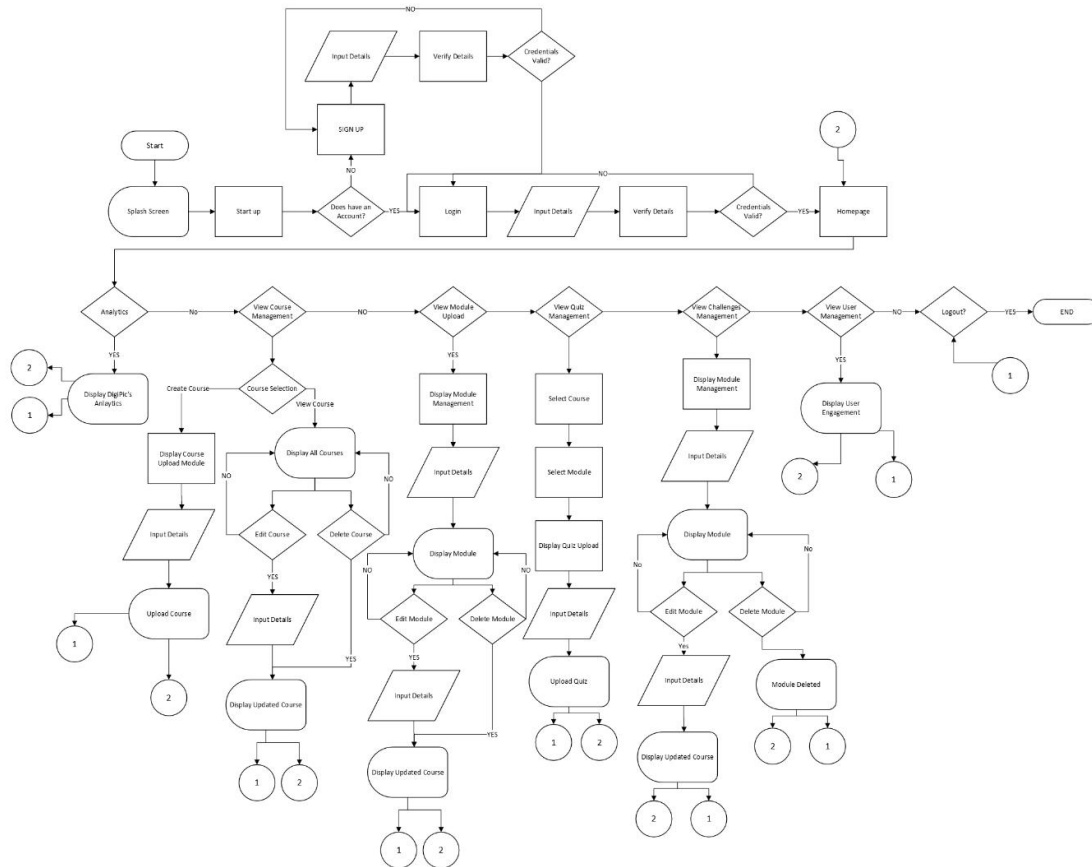 NO
Input Details
Verify Details
Credentials
Valid?
SIGN UP
2
Start
NO
NO
Splash Screen
Start up
Does have an
Account?
YES
Login
Input Details
Verify Details
Credentials
Valid?
YES
Homepage
Analytics
No
View Course
Management
NO
View Module
Upload
View Quiz
Management
View Challenges
Management
View User
Management
NO
Logout?
YES
END
YES
2
1
Display DigiPic's
Anlaytics
Create Course
Course Selection
View Course
YES
Display Module
Management
Select Course
Display Module
Management
YES
Display User
Engagement
1
2
1
Display Course
Upload Module
Display All Courses
NO
NO
Input Details
Select Module
Input Details
Input Details
Edit Course
Delete Course
Display Module
Display Quiz Upload
Display Module
No
No
YES
NO
NO
Upload Course
Input Details
Edit Module
Delete Module
Input Details
Edit Module
Delete Module
1
2
YES
YES
Yes
Display Updated Course
Input Details
Upload Quiz
Input Details
Module Deleted
1
2
YES
1
2
2
1
Display Updated Course
Display Updated Course
1
2
2
1